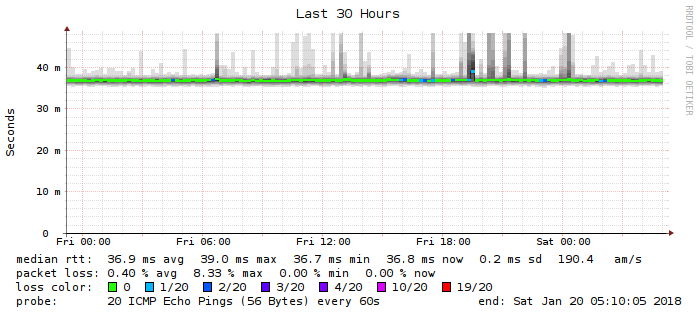 Last 30 Hours
RRDTOOL / TOBI OETIKER
Seconds
40 m
30 m
20 m
10 m
0
Fri 00:00 Fri 06:00 Fri 12:00 Fri 18:00 Sat 00:00
median rtt: 36.9 ms avg 39.0 ms max 36.7 ms min 36.8 ms now 0.2 ms sd 190.4 am/s
packet loss: 0.40 % avg 8.33 % max 0.00 % min 0.00 % now
loss color: 0 1/20 2/20 3/20 4/20 10/20 19/20
probe: 20 ICMP Echo Pings (56 Bytes) every 60s end: Sat Jan 20 05:10:05 2018